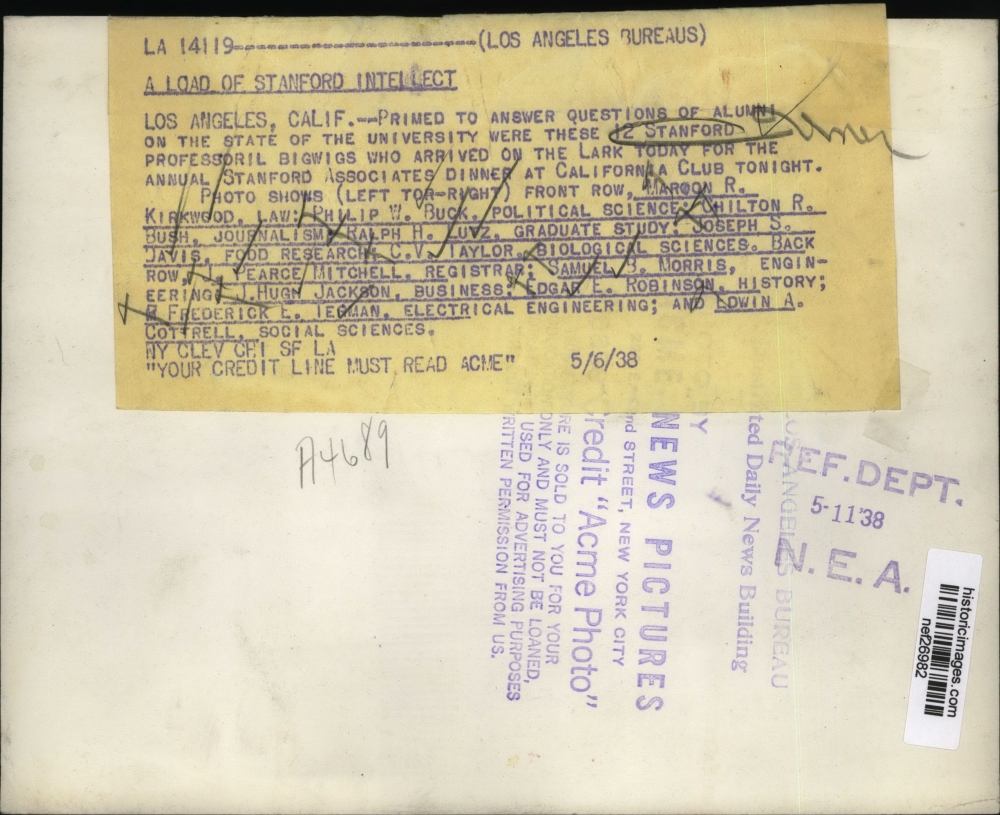 LA 14119-----------------------(LOS ANGELES BUREAUS)
A LOAD OF STANFORD INTELLECT
LOS ANGELES, CALIF.--PRIMED TO ANSWER QUESTIONS OF ALUMNI
ON THE STATE OF THE UNIVERSITY WERE THESE 12 STANFORD
PROFESSORIL BIGWIGS WHO ARRIVED ON THE LARK TODAY FOR THE
ANNUAL STANFORD ASSOCIATES DINNER AT CALIFORNIA CLUB TONIGHT.
PHOTO SHOWS (LEFT TO-RIGHT) FRONT ROW, MARION R.
KIRKWOOD, LAW; PHILIP W. BUCK, POLITICAL SCIENCE; CHILTON R.
BUSH, JOURNALISM; RALPH H. LUTZ, GRADUATE STUDY; JOSEPH S.
DAVIS, FOOD RESEARCH; C.V. TAYLOR, BIOLOGICAL SCIENCES. BACK
ROW, J. PEARCE MITCHELL, REGISTRAR; SAMUEL B. MORRIS, ENGIN-
EERING; J.HUGH JACKSON, BUSINESS; EDGAR E. ROBINSON, HISTORY;
FREDERICK E. TERMAN, ELECTRICAL ENGINEERING; AND EDWIN A.
COTTRELL, SOCIAL SCIENCES.
NY CLEV CHI SF LA
"YOUR CREDIT LINE MUST READ ACME" 5/6/38
A4689
REF. DEPT.
5-11'38
N. E. A.
LOS ANGELES BUREAU
Daily News Building
NEWS PICTURES
STREET, NEW YORK CITY
Credit "Acme Photo"
RE IS SOLD TO YOU FOR YOUR
ONLY AND MUST NOT BE LOANED,
USED FOR ADVERTISING PURPOSES
RITTEN PERMISSION FROM US.
historicimages.com
nef26982